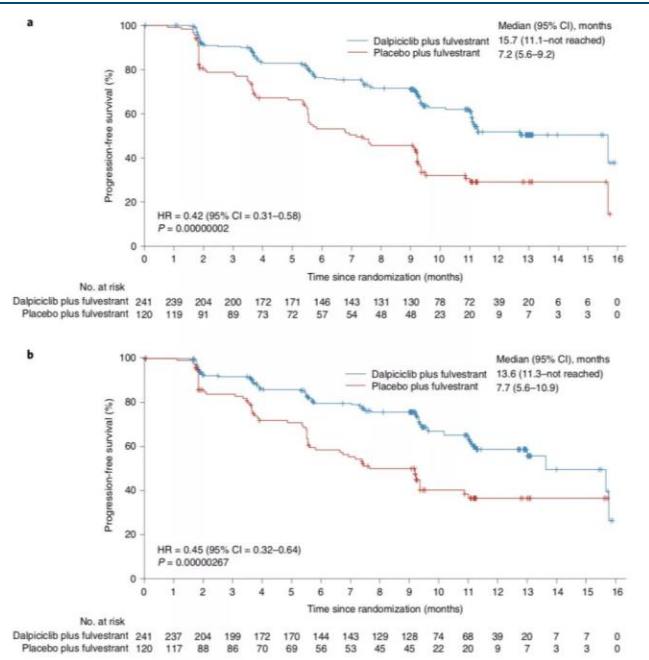 a
Median (95% CI), months
Dalpiciclib plus fulvestrant 15.7 (11.1–not reached)
Placebo plus fulvestrant 7.2 (5.6–9.2)
Progression-free survival (%)
100
80
60
40
20
0
HR = 0.42 (95% CI = 0.31–0.58)
P = 0.00000002
0 1 2 3 4 5 6 7 8 9 10 11 12 13 14 15 16
Time since randomization (months)
No. at risk
Dalpiciclib plus fulvestrant 241 239 204 200 172 171 146 143 131 130 78 72 39 20 6 6 0
Placebo plus fulvestrant 120 119 91 89 73 72 57 54 48 48 23 20 9 7 3 3 0
b
Median (95% CI), months
Dalpiciclib plus fulvestrant 13.6 (11.3–not reached)
Placebo plus fulvestrant 7.7 (5.6–10.9)
Progression-free survival (%)
100
80
60
40
20
0
HR = 0.45 (95% CI = 0.32–0.64)
P = 0.00000267
0 1 2 3 4 5 6 7 8 9 10 11 12 13 14 15 16
Time since randomization (months)
No. at risk
Dalpiciclib plus fulvestrant 241 237 204 199 172 170 144 143 129 128 74 68 39 20 7 7 0
Placebo plus fulvestrant 120 117 88 86 70 69 56 53 45 45 22 20 9 7 3 3 0